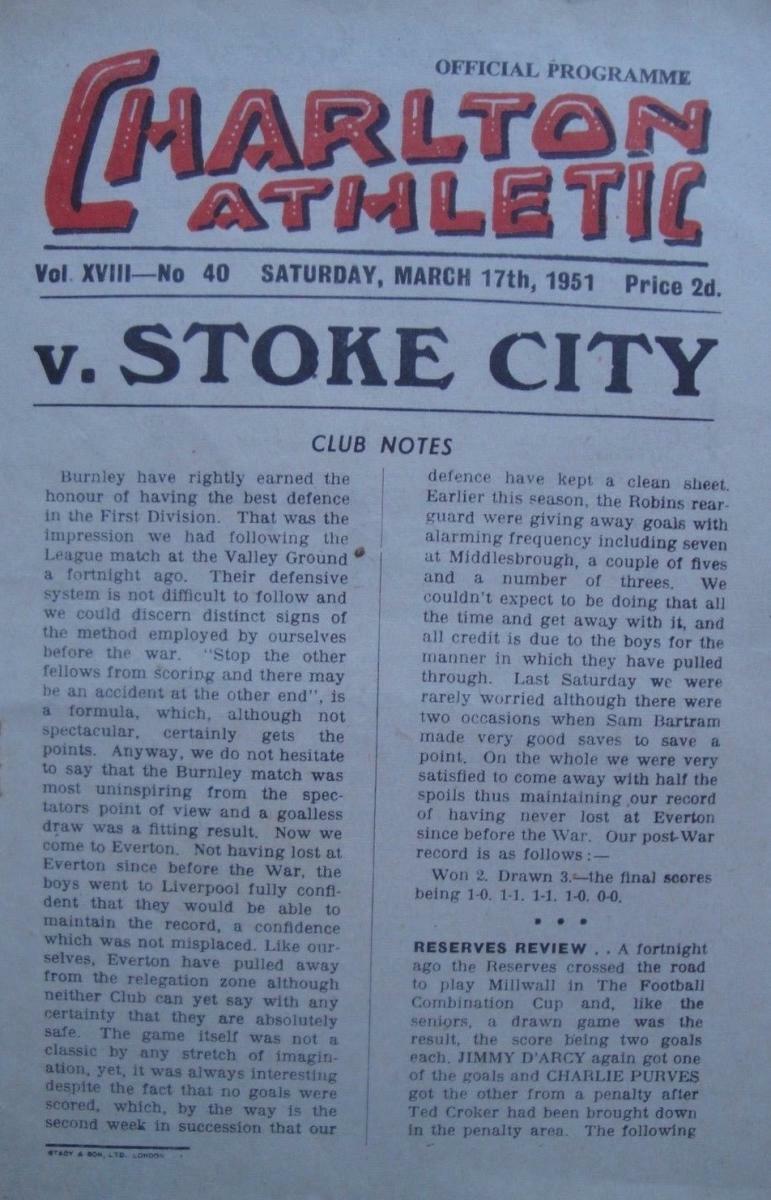 OFFICIAL PROGRAMME
CHARLTON
ATHLETIC
Vol. XVIII—No 40 SATURDAY, MARCH 17th, 1951 Price 2d.
v. STOKE CITY
CLUB NOTES
Burnley have rightly earned the
honour of having the best defence
in the First Division. That was the
impression we had following the
League match at the Valley Ground
a fortnight ago. Their defensive
system is not difficult to follow and
we could discern distinct signs of
the method employed by ourselves
before the war. "Stop the other
fellows from scoring and there may
be an accident at the other end", is
a formula, which, although not
spectacular, certainly gets the
points. Anyway, we do not hesitate
to say that the Burnley match was
most uninspiring from the spec-
tators point of view and a goalless
draw was a fitting result. Now we
come to Everton. Not having lost at
Everton since before the War, the
boys went to Liverpool fully confi-
dent that they would be able to
maintain the record, a confidence
which was not misplaced. Like our-
selves, Everton have pulled away
from the relegation zone although
neither Club can yet say with any
certainty that they are absolutely
safe. The game itself was not a
classic by any stretch of imagin-
ation, yet, it was always interesting
despite the fact that no goals were
scored, which, by the way is the
second week in succession that our
STACY & SON, LTD. LONDON
defence have kept a clean sheet.
Earlier this season, the Robins rear-
guard were giving away goals with
alarming frequency including seven
at Middlesbrough, a couple of fives
and a number of threes. We
couldn't expect to be doing that all
the time and get away with it, and
all credit is due to the boys for the
manner in which they have pulled
through. Last Saturday we were
rarely worried although there were
two occasions when Sam Bartram
made very good saves to save a
point. On the whole we were very
satisfied to come away with half the
spoils thus maintaining our record
of having never lost at Everton
since before the War. Our post-War
record is as follows:—
Won 2. Drawn 3.—the final scores
being 1-0. 1-1. 1-1. 1-0. 0-0.
• • •
RESERVES REVIEW . . A fortnight
ago the Reserves crossed the road
to play Millwall in The Football
Combination Cup and, like the
seniors, a drawn game was the
result, the score being two goals
each. JIMMY D'ARCY again got one
of the goals and CHARLIE PURVES
got the other from a penalty after
Ted Croker had been brought down
in the penalty area. The following